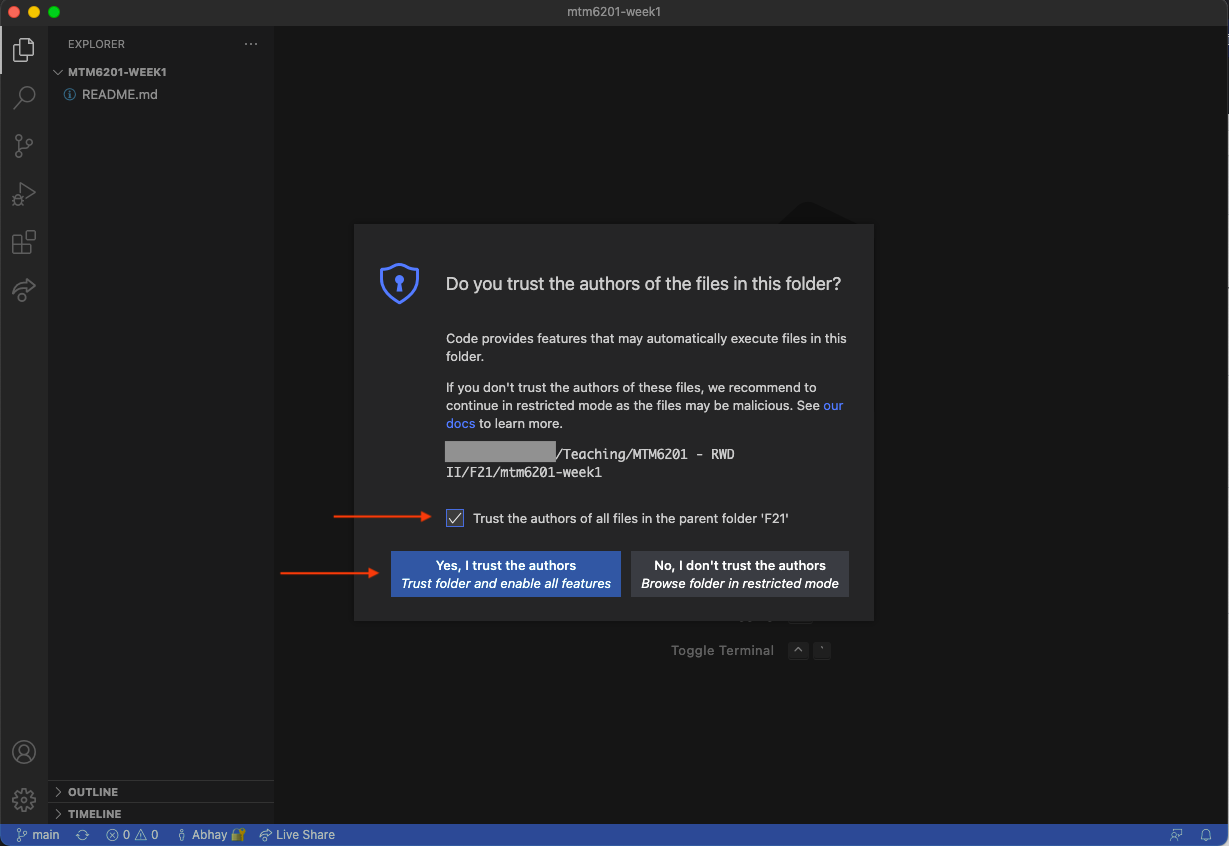 mtm6201-week1
EXPLORER
MTM6201-WEEK1
README.md
Do you trust the authors of the files in this folder?
Code provides features that may automatically execute files in this
folder.
If you don't trust the authors of these files, we recommend to
continue in restricted mode as the files may be malicious. See our
docs to learn more.
/Teaching/MTM6201 - RWD
II/F21/mtm6201-week1
Trust the authors of all files in the parent folder 'F21'
Yes, I trust the authors
Trust folder and enable all features
No, I don't trust the authors
Browse folder in restricted mode
Toggle Terminal ^ `
OUTLINE
TIMELINE
main 0 0 Abhay 🔐 Live Share